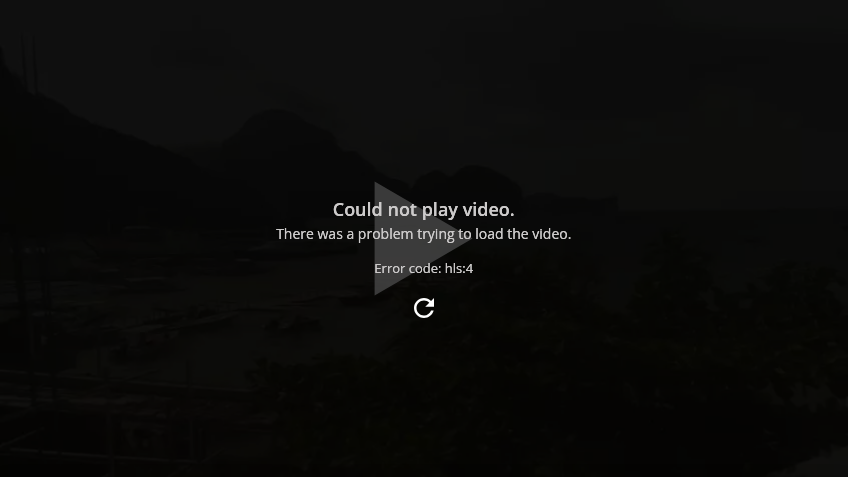 Could not play video.
There was a problem trying to load the video.
Error code: hls:4